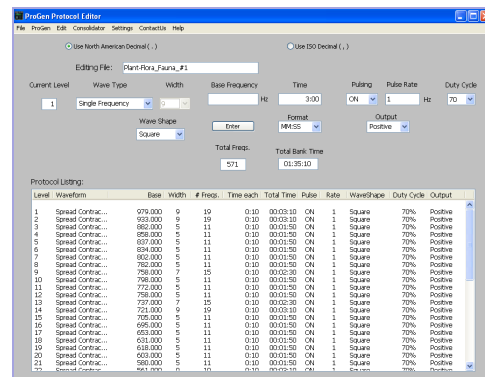 ProGen Protocol Editor
File ProGen Edit Consolidator Settings ContactUs Help
Use North American Decimal ( . ) Use ISO Decimal ( , )
Editing File: Plant-Flora_Fauna_#1
Current Level Wave Type Width Base Frequency Time Pulsing Pulse Rate Duty Cycle
1 Single Frequency 9 Hz 3:00 ON 1 Hz 70
Wave Shape Format Output
Square Enter MM:SS Positive
Total Freqs. Total Bank Time
571 01:35:10
Protocol Listing:
Level Waveform Base Width # Freqs. Time each Total Time Pulse Rate WaveShape Duty Cycle Output
1 Spread Contrac... 979.000 9 19 0:10 00:03:10 ON 1 Square 70% Positive
2 Spread Contrac... 933.000 9 19 0:10 00:03:10 ON 1 Square 70% Positive
3 Spread Contrac... 882.000 5 11 0:10 00:01:50 ON 1 Square 70% Positive
4 Spread Contrac... 858.000 5 11 0:10 00:01:50 ON 1 Square 70% Positive
5 Spread Contrac... 837.000 5 11 0:10 00:01:50 ON 1 Square 70% Positive
6 Spread Contrac... 834.000 5 11 0:10 00:01:50 ON 1 Square 70% Positive
7 Spread Contrac... 802.000 5 11 0:10 00:01:50 ON 1 Square 70% Positive
8 Spread Contrac... 782.000 5 11 0:10 00:01:50 ON 1 Square 70% Positive
9 Spread Contrac... 758.000 7 15 0:10 00:02:30 ON 1 Square 70% Positive
10 Spread Contrac... 798.000 5 11 0:10 00:01:50 ON 1 Square 70% Positive
11 Spread Contrac... 772.000 5 11 0:10 00:01:50 ON 1 Square 70% Positive
12 Spread Contrac... 758.000 5 11 0:10 00:01:50 ON 1 Square 70% Positive
13 Spread Contrac... 737.000 7 15 0:10 00:02:30 ON 1 Square 70% Positive
14 Spread Contrac... 721.000 9 19 0:10 00:03:10 ON 1 Square 70% Positive
15 Spread Contrac... 705.000 5 11 0:10 00:01:50 ON 1 Square 70% Positive
16 Spread Contrac... 695.000 5 11 0:10 00:01:50 ON 1 Square 70% Positive
17 Spread Contrac... 653.000 5 11 0:10 00:01:50 ON 1 Square 70% Positive
18 Spread Contrac... 631.000 5 11 0:10 00:01:50 ON 1 Square 70% Positive
19 Spread Contrac... 618.000 5 11 0:10 00:01:50 ON 1 Square 70% Positive
20 Spread Contrac... 603.000 5 11 0:10 00:01:50 ON 1 Square 70% Positive
21 Spread Contrac... 580.000 5 11 0:10 00:01:50 ON 1 Square 70% Positive
22 Spread Contrac... 561.000 9 19 0:10 00:03:10 ON 1 Square 70% Positive